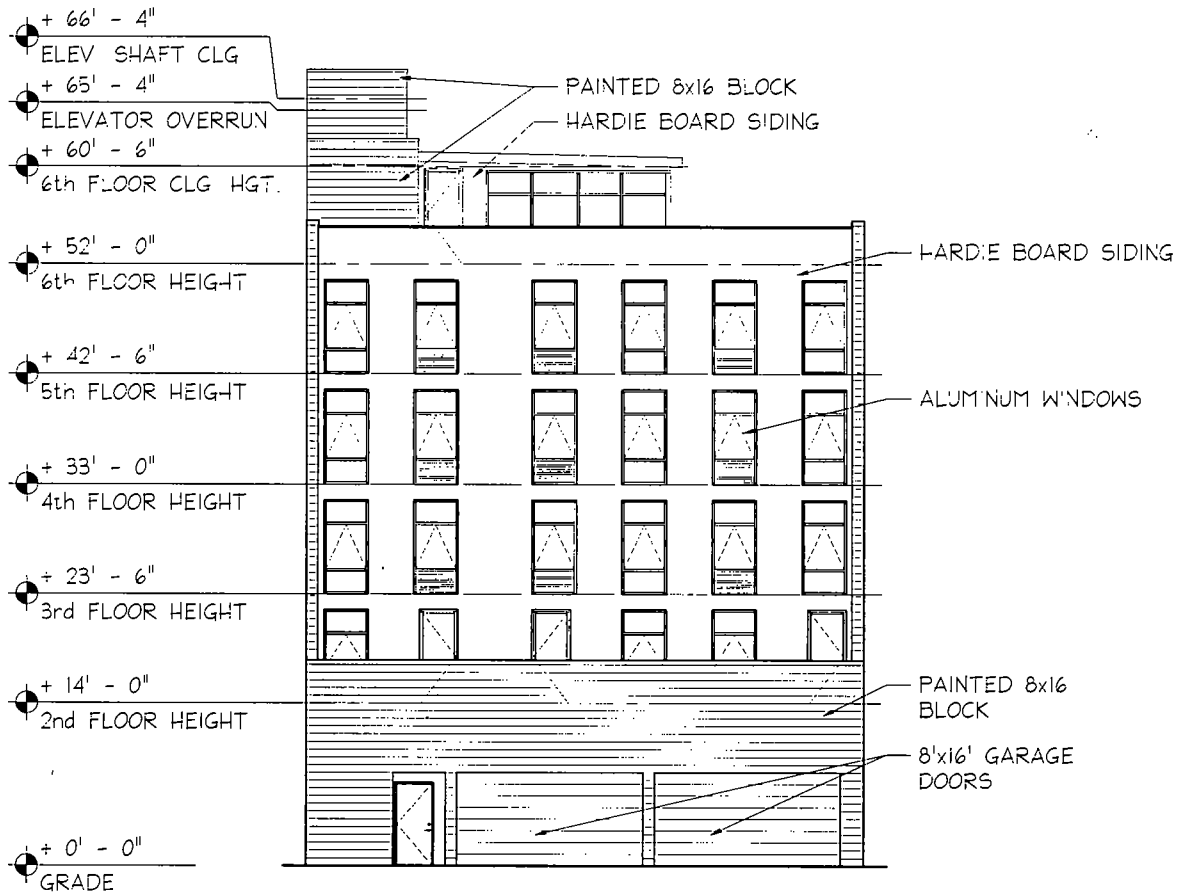 + 66' - 4"
ELEV SHAFT CLG
+ 65' - 4"
ELEVATOR OVERRUN
+ 60' - 6"
6th FLOOR CLG HGT.
+ 52' - 0"
6th FLOOR HEIGHT
+ 42' - 6"
5th FLOOR HEIGHT
+ 33' - 0"
4th FLOOR HEIGHT
+ 23' - 6"
3rd FLOOR HEIGHT
+ 14' - 0"
2nd FLOOR HEIGHT
+ 0' - 0"
GRADE
PAINTED 8x16 BLOCK
HARDIE BOARD SIDING
HARDIE BOARD SIDING
ALUMINUM WINDOWS
PAINTED 8x16
BLOCK
8'x16' GARAGE
DOORS